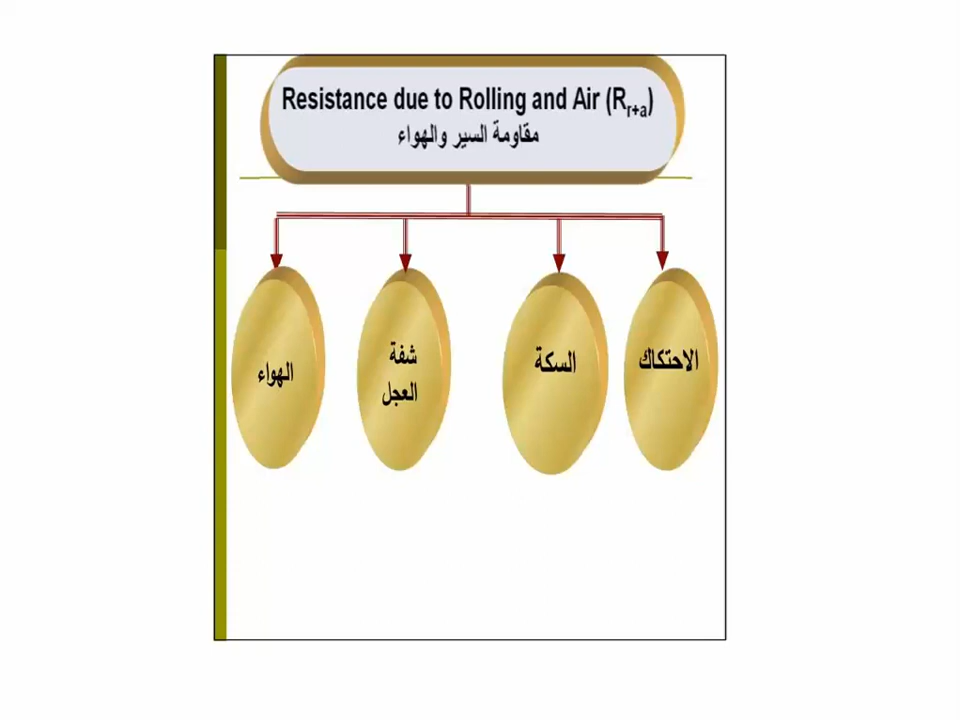 Resistance due to Rolling and Air (Rr+a)
مقاومة السير والهواء
الاحتكاك
السكة
شفة
العجل
الهواء